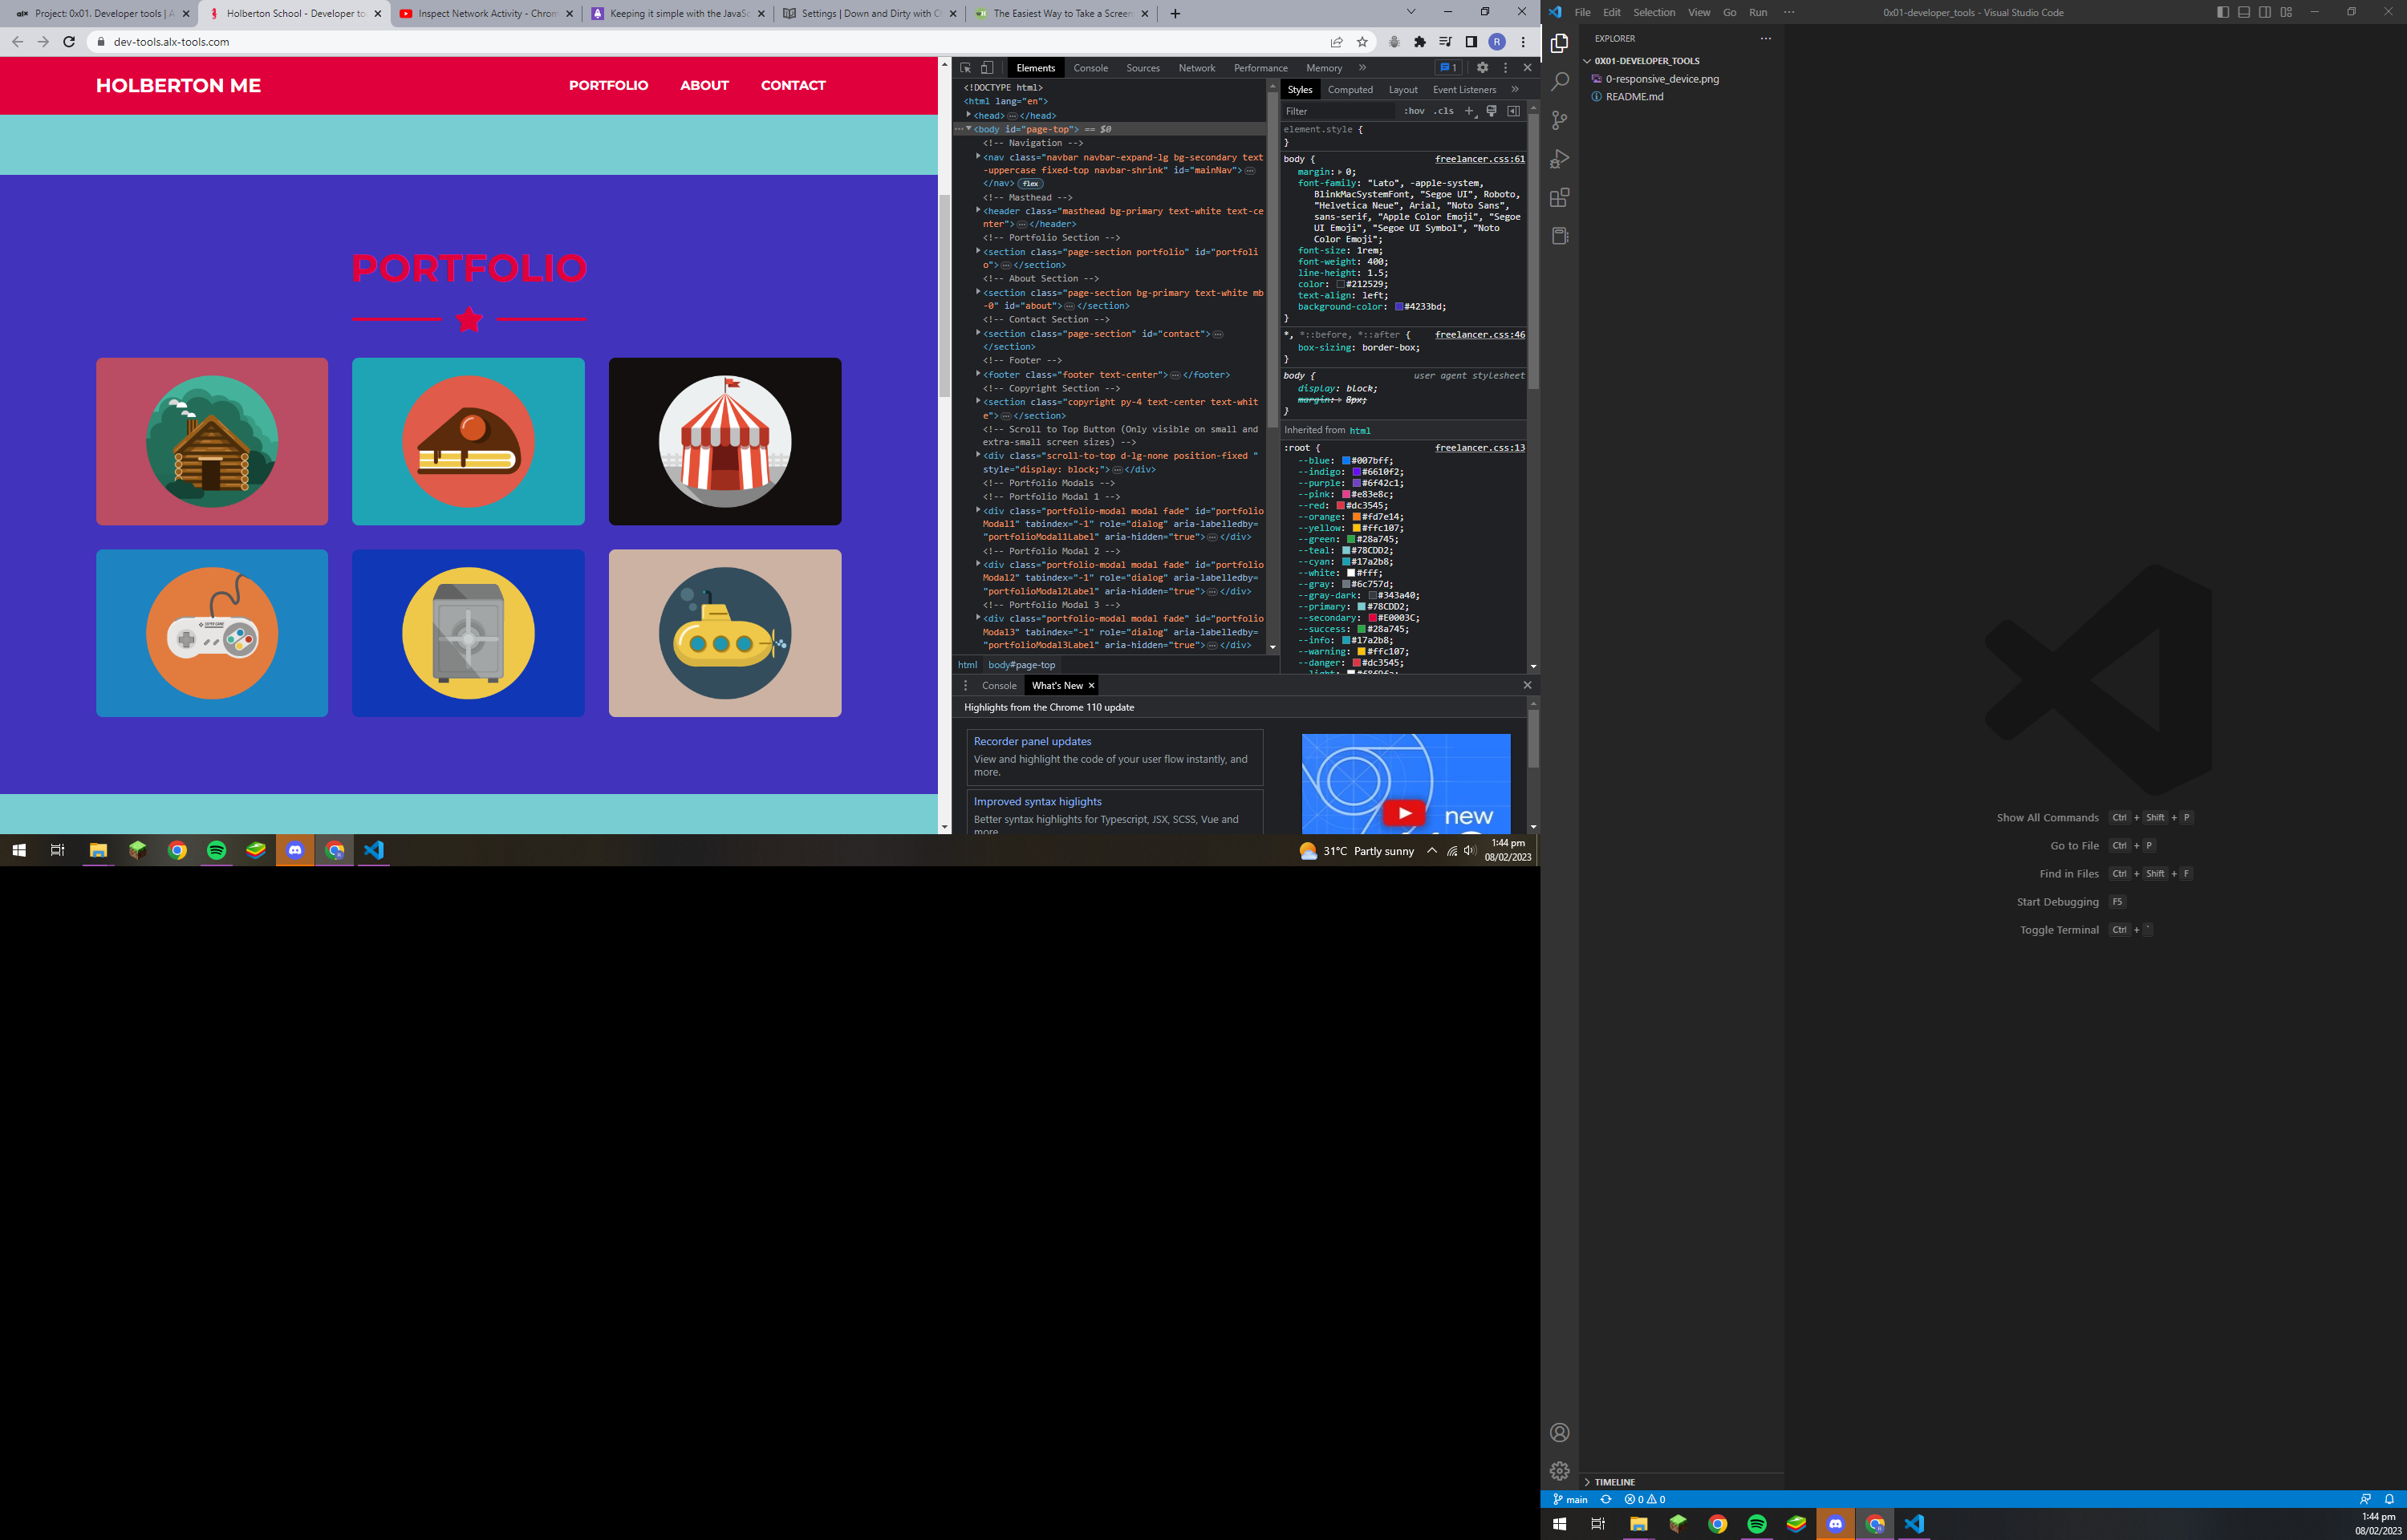 Project: 0x01. Developer tools | A
Holberton School - Developer too
Inspect Network Activity - Chrom
Keeping it simple with the JavaSc
Settings | Down and Dirty with C
The Easiest Way to Take a Screen
dev-tools.alx-tools.com
R
HOLBERTON ME
PORTFOLIO
ABOUT
CONTACT
PORTFOLIO
Elements
Console
Sources
Network
Performance
Memory
1
<!DOCTYPE html>
<html lang="en">
<head>…</head>
<body id="page-top"> == $0
<!-- Navigation -->
<nav class="navbar navbar-expand-lg bg-secondary text
-uppercase fixed-top navbar-shrink" id="mainNav">…
</nav> flex
<!-- Masthead -->
<header class="masthead bg-primary text-white text-ce
nter">…</header>
<!-- Portfolio Section -->
<section class="page-section portfolio" id="portfoli
o">…</section>
<!-- About Section -->
<section class="page-section bg-primary text-white mb
-0" id="about">…</section>
<!-- Contact Section -->
<section class="page-section" id="contact">…
</section>
<!-- Footer -->
<footer class="footer text-center">…</footer>
<!-- Copyright Section -->
<section class="copyright py-4 text-center text-whit
e">…</section>
<!-- Scroll to Top Button (Only visible on small and
extra-small screen sizes) -->
<div class="scroll-to-top d-lg-none position-fixed "
style="display: block;">…</div>
<!-- Portfolio Modals -->
<!-- Portfolio Modal 1 -->
<div class="portfolio-modal modal fade" id="portfolio
Modal1" tabindex="-1" role="dialog" aria-labelledby=
"portfolioModal1Label" aria-hidden="true">…</div>
<!-- Portfolio Modal 2 -->
<div class="portfolio-modal modal fade" id="portfolio
Modal2" tabindex="-1" role="dialog" aria-labelledby=
"portfolioModal2Label" aria-hidden="true">…</div>
<!-- Portfolio Modal 3 -->
<div class="portfolio-modal modal fade" id="portfolio
Modal3" tabindex="-1" role="dialog" aria-labelledby=
"portfolioModal3Label" aria-hidden="true">…</div>
html body#page-top
Styles
Computed
Layout
Event Listeners
Filter
:hov .cls
element.style {
}
body { freelancer.css:61
margin: 0;
font-family: "Lato", -apple-system,
BlinkMacSystemFont, "Segoe UI", Roboto,
"Helvetica Neue", Arial, "Noto Sans",
sans-serif, "Apple Color Emoji", "Segoe
UI Emoji", "Segoe UI Symbol", "Noto
Color Emoji";
font-size: 1rem;
font-weight: 400;
line-height: 1.5;
color: #212529;
text-align: left;
background-color: #4233bd;
}
*, *::before, *::after { freelancer.css:46
box-sizing: border-box;
}
body { user agent stylesheet
display: block;
margin: 8px;
}
Inherited from html
:root { freelancer.css:13
--blue: #007bff;
--indigo: #6610f2;
--purple: #6f42c1;
--pink: #e83e8c;
--red: #dc3545;
--orange: #fd7e14;
--yellow: #ffc107;
--green: #28a745;
--teal: #78CDD2;
--cyan: #17a2b8;
--white: #fff;
--gray: #6c757d;
--gray-dark: #343a40;
--primary: #78CDD2;
--secondary: #E0003C;
--success: #28a745;
--info: #17a2b8;
--warning: #ffc107;
--danger: #dc3545;
--light: #f8f9fa;
Console
What's New
Highlights from the Chrome 110 update
Recorder panel updates
View and highlight the code of your user flow instantly, and
more.
Improved syntax higlights
Better syntax highlights for Typescript, JSX, SCSS, Vue and
more
new
31°C Partly sunny
1:44 pm
08/02/2023
File Edit Selection View Go Run
0x01-developer_tools - Visual Studio Code
EXPLORER
0X01-DEVELOPER_TOOLS
0-responsive_device.png
README.md
Show All Commands Ctrl + Shift + P
Go to File Ctrl + P
Find in Files Ctrl + Shift + F
Start Debugging F5
Toggle Terminal Ctrl + `
TIMELINE
main 0 0
1:44 pm
08/02/2023